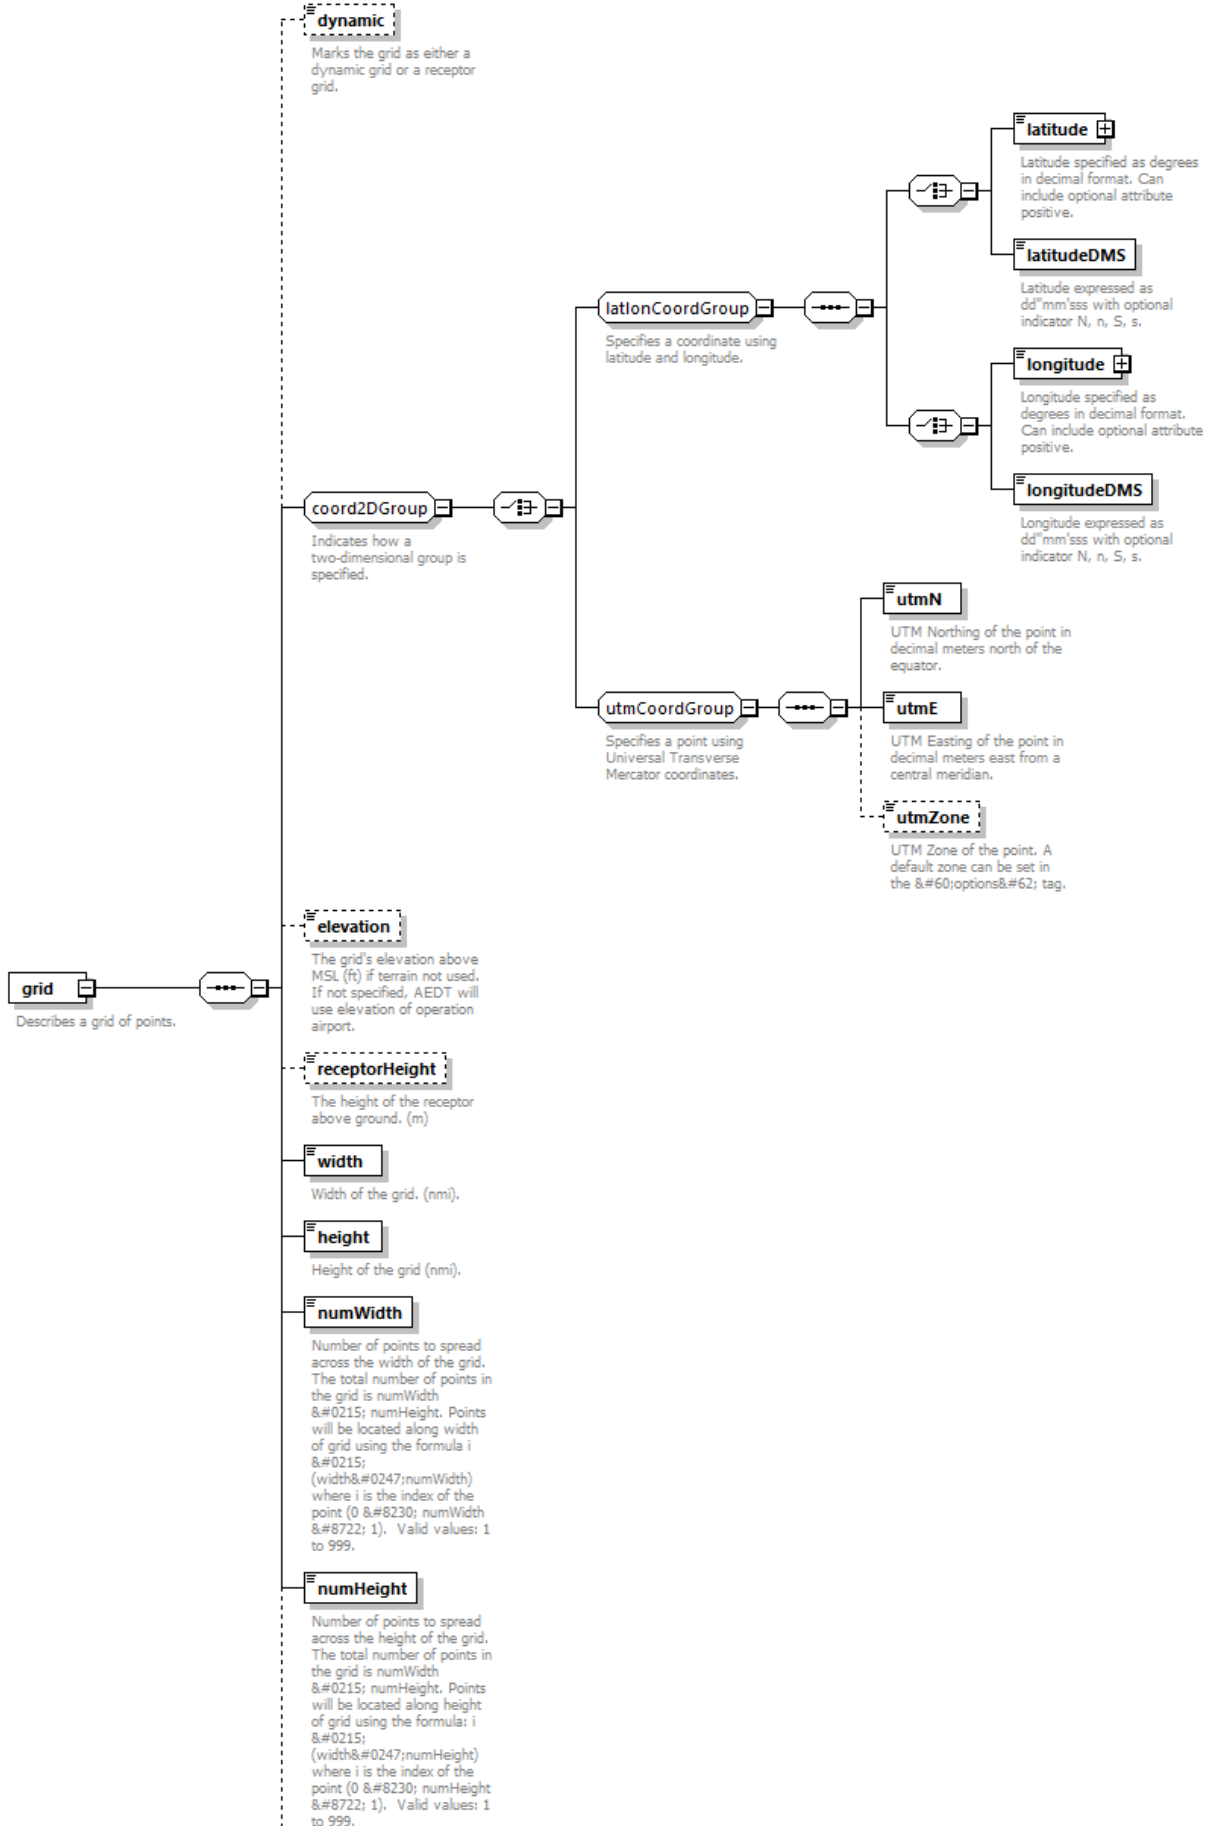 dynamic
Marks the grid as either a
dynamic grid or a receptor
grid.
latitude
Latitude specified as degrees
in decimal format. Can
include optional attribute
positive.
latitudeDMS
Latitude expressed as
dd"mm'sss with optional
indicator N, n, S, s.
latlonCoordGroup
Specifies a coordinate using
latitude and longitude.
longitude
Longitude specified as
degrees in decimal format.
Can include optional attribute
positive.
longitudeDMS
Longitude expressed as
dd"mm'sss with optional
indicator N, n, S, s.
coord2DGroup
Indicates how a
two-dimensional group is
specified.
utmN
UTM Northing of the point in
decimal meters north of the
equator.
utmCoordGroup
Specifies a point using
Universal Transverse
Mercator coordinates.
utmE
UTM Easting of the point in
decimal meters east from a
central meridian.
utmZone
UTM Zone of the point. A
default zone can be set in
the &#60;options&#62; tag.
grid
Describes a grid of points.
elevation
The grid's elevation above
MSL (ft) if terrain not used.
If not specified, AEDT will
use elevation of operation
airport.
receptorHeight
The height of the receptor
above ground. (m)
width
Width of the grid. (nmi).
height
Height of the grid (nmi).
numWidth
Number of points to spread
across the width of the grid.
The total number of points in
the grid is numWidth
&#0215; numHeight. Points
will be located along width
of grid using the formula i
&#0215;
(width&#0247;numWidth)
where i is the index of the
point (0 &#8230; numWidth
&#8722; 1).  Valid values: 1
to 999.
numHeight
Number of points to spread
across the height of the grid.
The total number of points in
the grid is numWidth
&#0215; numHeight. Points
will be located along height
of grid using the formula: i
&#0215;
(width&#0247;numHeight)
where i is the index of the
point (0 &#8230; numHeight
&#8722; 1).  Valid values: 1
to 999.